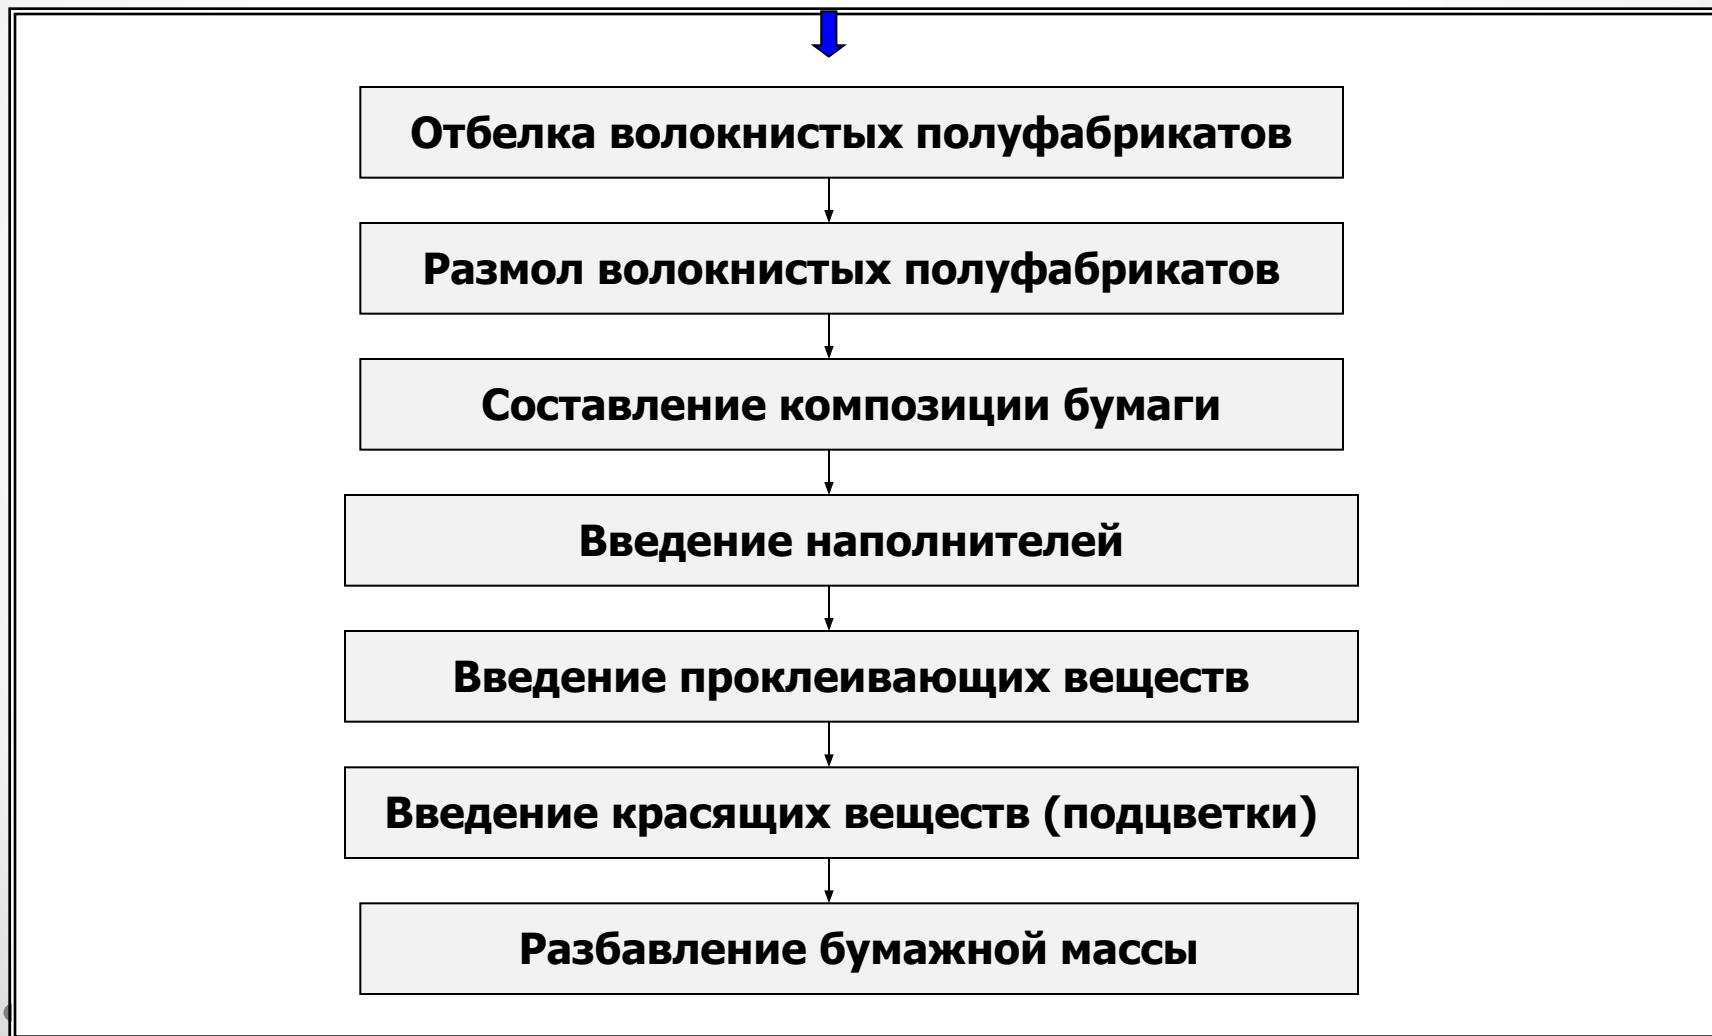 Отбелка волокнистых полуфабрикатов
Размол волокнистых полуфабрикатов
Составление композиции бумаги
Введение наполнителей
Введение проклеивающих веществ
Введение красящих веществ (подцветки)
Разбавление бумажной массы